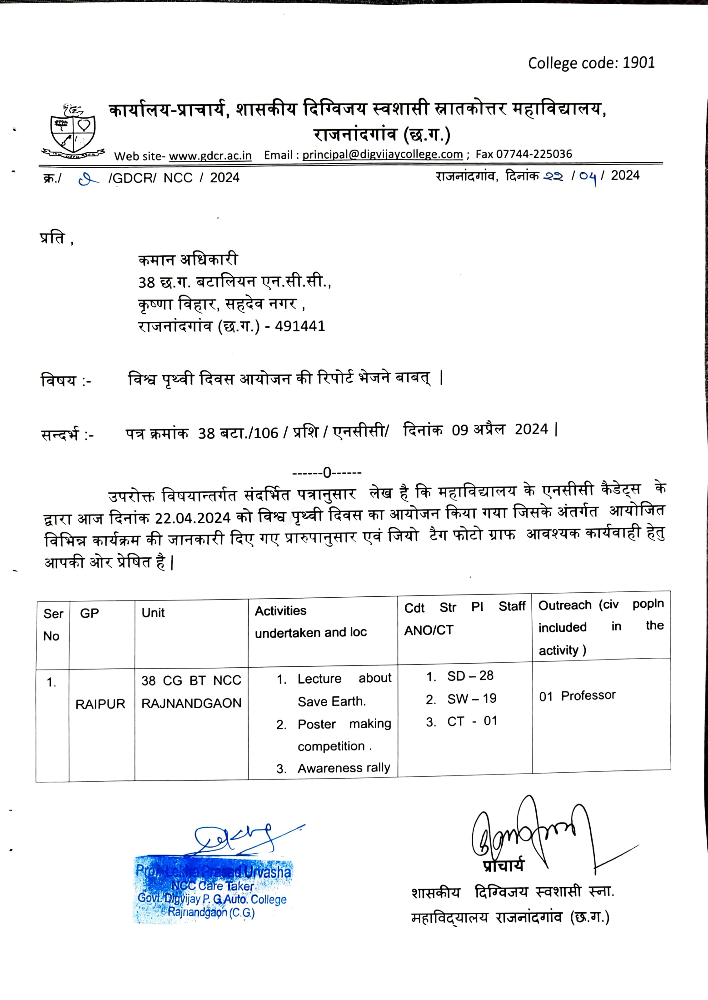 College code: 1901
कार्यालय-प्राचार्य, शासकीय दिग्विजय स्वशासी स्नातकोत्तर महाविद्यालय,
राजनांदगांव (छ.ग.)
Web site- www.gdcr.ac.in Email : principal@digvijaycollege.com ; Fax 07744-225036
क्र./ /GDCR/ NCC / 2024 राजनांदगांव, दिनांक 22 / 04 / 2024
प्रति ,
कमान अधिकारी
38 छ.ग. बटालियन एन.सी.सी.,
कृष्णा विहार, सहदेव नगर ,
राजनांदगांव (छ.ग.) - 491441
विषय :- विश्व पृथ्वी दिवस आयोजन की रिपोर्ट भेजने बाबत् |
सन्दर्भ :- पत्र क्रमांक 38 बटा./106 / प्रशि / एनसीसी/ दिनांक 09 अप्रैल 2024 |
------0------
उपरोक्त विषयान्तर्गत संदर्भित पत्रानुसार लेख है कि महाविद्यालय के एनसीसी कैडेट्स के
द्वारा आज दिनांक 22.04.2024 को विश्व पृथ्वी दिवस का आयोजन किया गया जिसके अंतर्गत आयोजित
विभिन्न कार्यक्रम की जानकारी दिए गए प्रारुपानुसार एवं जियो टैग फोटो ग्राफ आवश्यक कार्यवाही हेतु
आपकी ओर प्रेषित है |
Ser No
GP
Unit
Activities
undertaken and loc
Cdt Str PI Staff
ANO/CT
Outreach (civ popln
included in the
activity )
1.
RAIPUR
38 CG BT NCC
RAJNANDGAON
1. Lecture about
Save Earth.
2. Poster making
competition .
3. Awareness rally
1. SD – 28
2. SW – 19
3. CT - 01
01 Professor
Prof. Lekha Prasad Urvasha
NCC Care Taker
Govt. Digvijay P. G. Auto. College
Rajnandgaon (C.G.)
प्राचार्य
शासकीय दिग्विजय स्वशासी स्ना.
महाविद्यालय राजनांदगांव (छ.ग.)